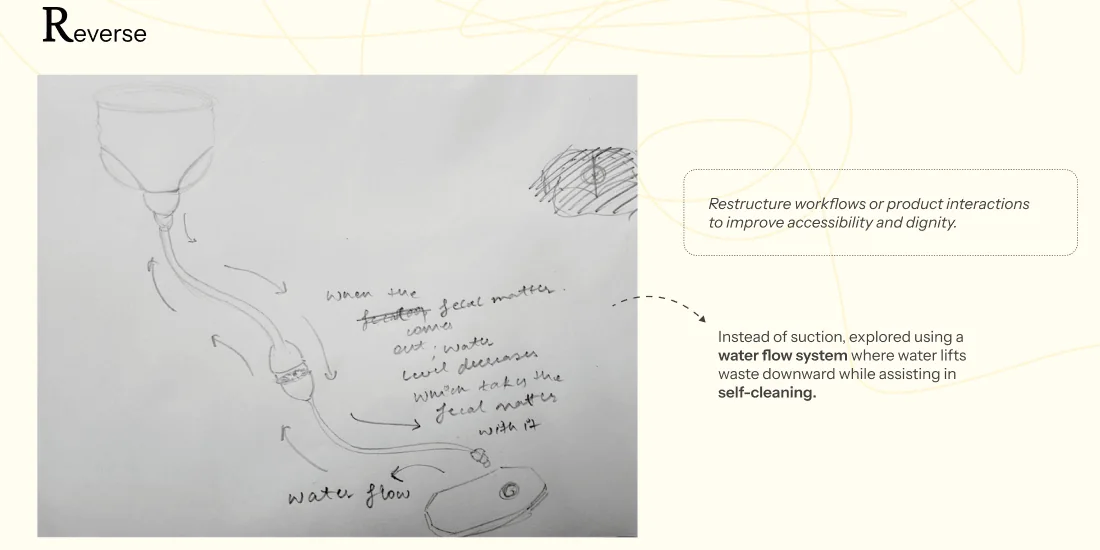 Reverse
when the
fecal matter.
comes
out, water
level decreases
which takes the
fecal matter
with it
water flow
Restructure workflows or product interactions
to improve accessibility and dignity.
Instead of suction, explored using a
water flow system where water lifts
waste downward while assisting in
self-cleaning.